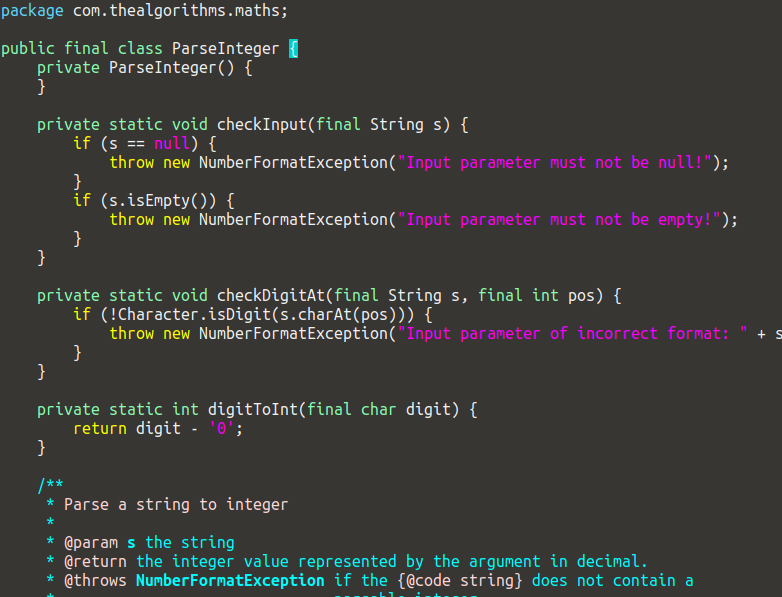 package com.thealgorithms.maths;

public final class ParseInteger {
    private ParseInteger() {
    }

    private static void checkInput(final String s) {
        if (s == null) {
            throw new NumberFormatException("Input parameter must not be null!");
        }
        if (s.isEmpty()) {
            throw new NumberFormatException("Input parameter must not be empty!");
        }
    }

    private static void checkDigitAt(final String s, final int pos) {
        if (!Character.isDigit(s.charAt(pos))) {
            throw new NumberFormatException("Input parameter of incorrect format: " + s
        }
    }

    private static int digitToInt(final char digit) {
        return digit - '0';
    }

    /**
     * Parse a string to integer
     *
     * @param s the string
     * @return the integer value represented by the argument in decimal.
     * @throws NumberFormatException if the {@code string} does not contain a